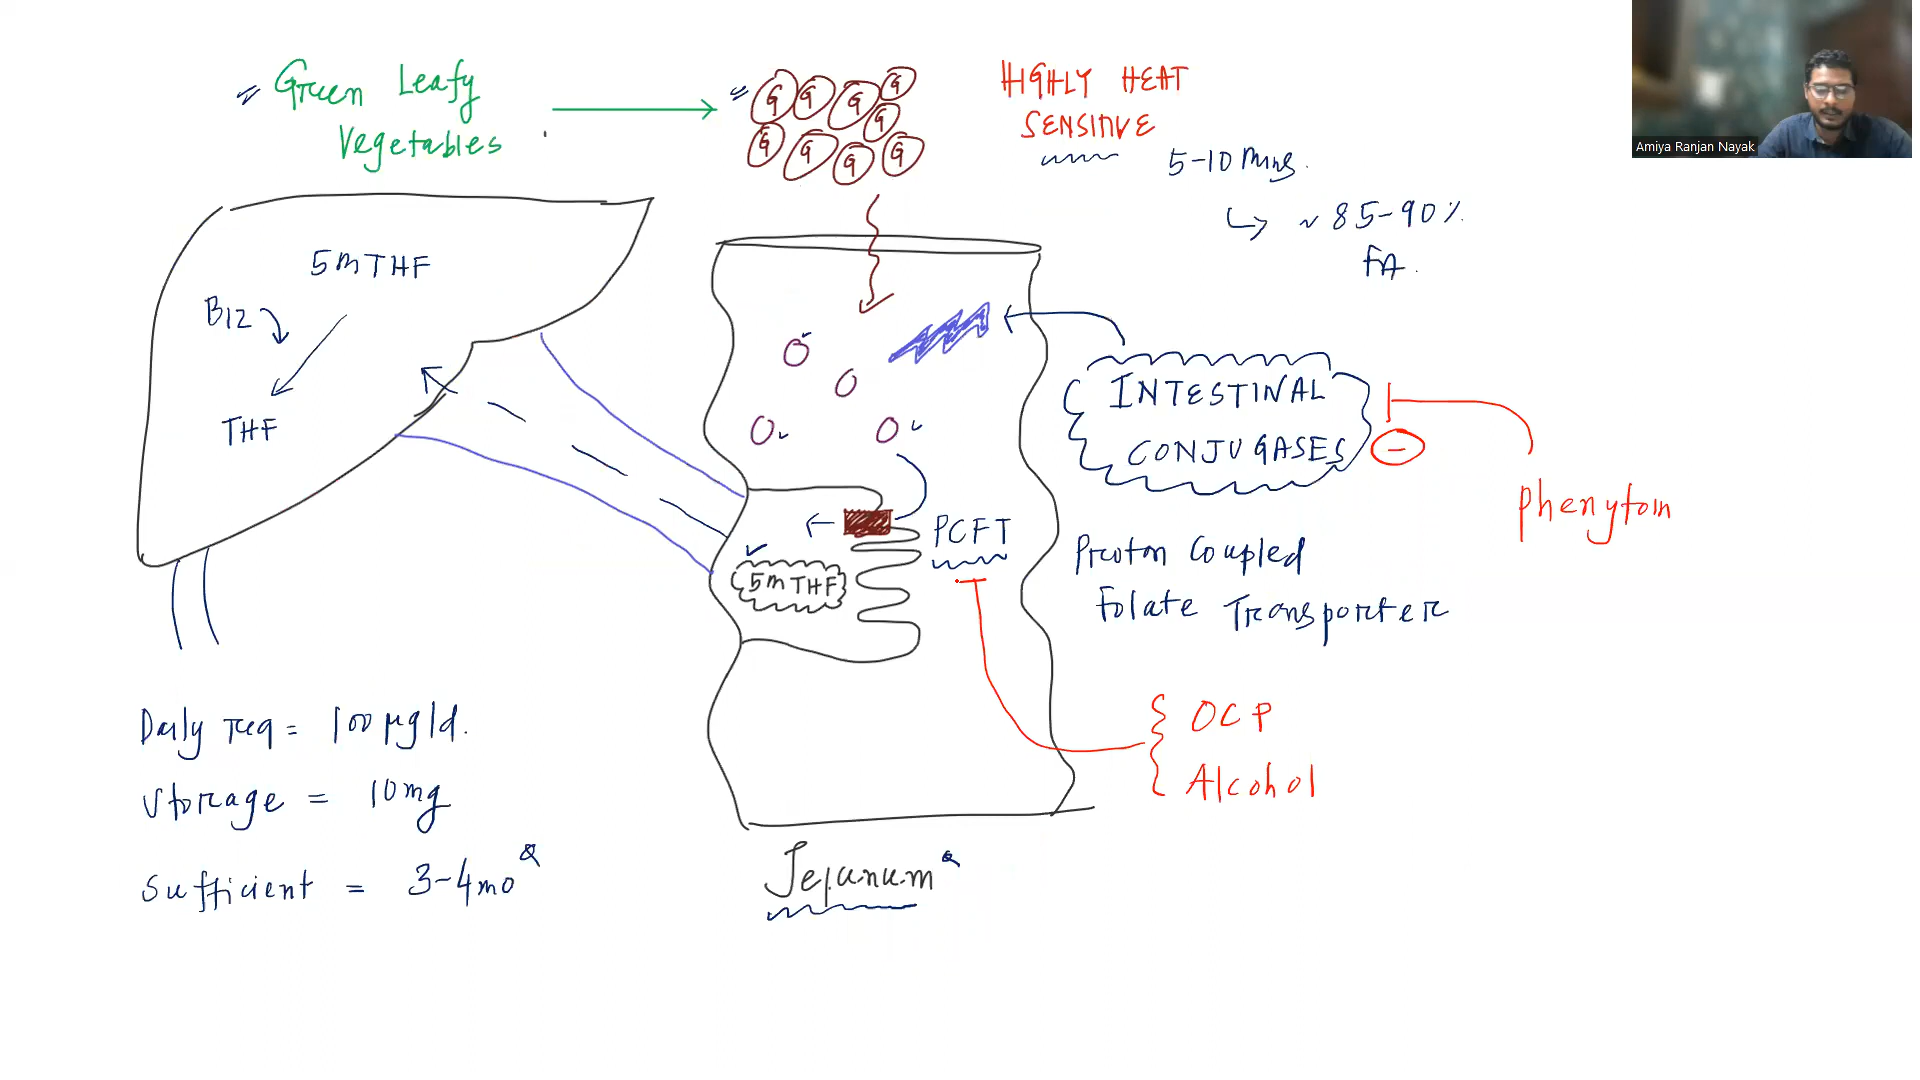 Green Leafy
Vegetables
G G G G
G
G G G G
HIGHLY HEAT
SENSITIVE
5-10 mins.
~ 85-90%
FA.
Amiya Ranjan Nayak
5mTHF
B12
THF
INTESTINAL
CONJUGASES
-
Phenytoin
PCFT
Proton Coupled
Folate Transporter
5mTHF
OCP
Alcohol
Daily req = 100 µg/d.
Storage = 10mg
Sufficient = 3-4mo
Jejunum